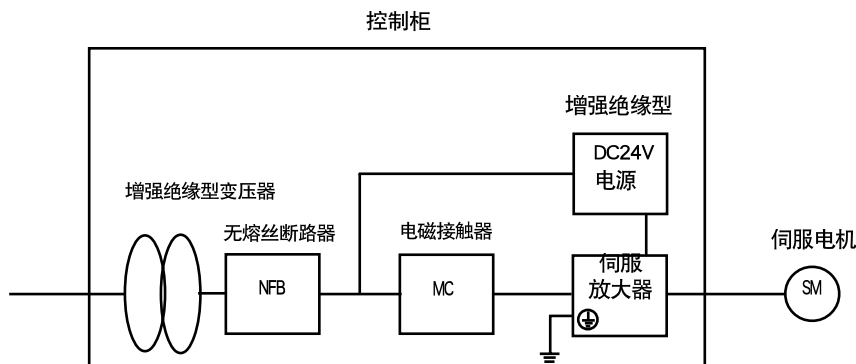 控制柜
增强绝缘型
DC24V
电源
增强绝缘型变压器
无熔丝断路器
电磁接触器
伺服电机
NFB
MC
伺服
放大器
SM